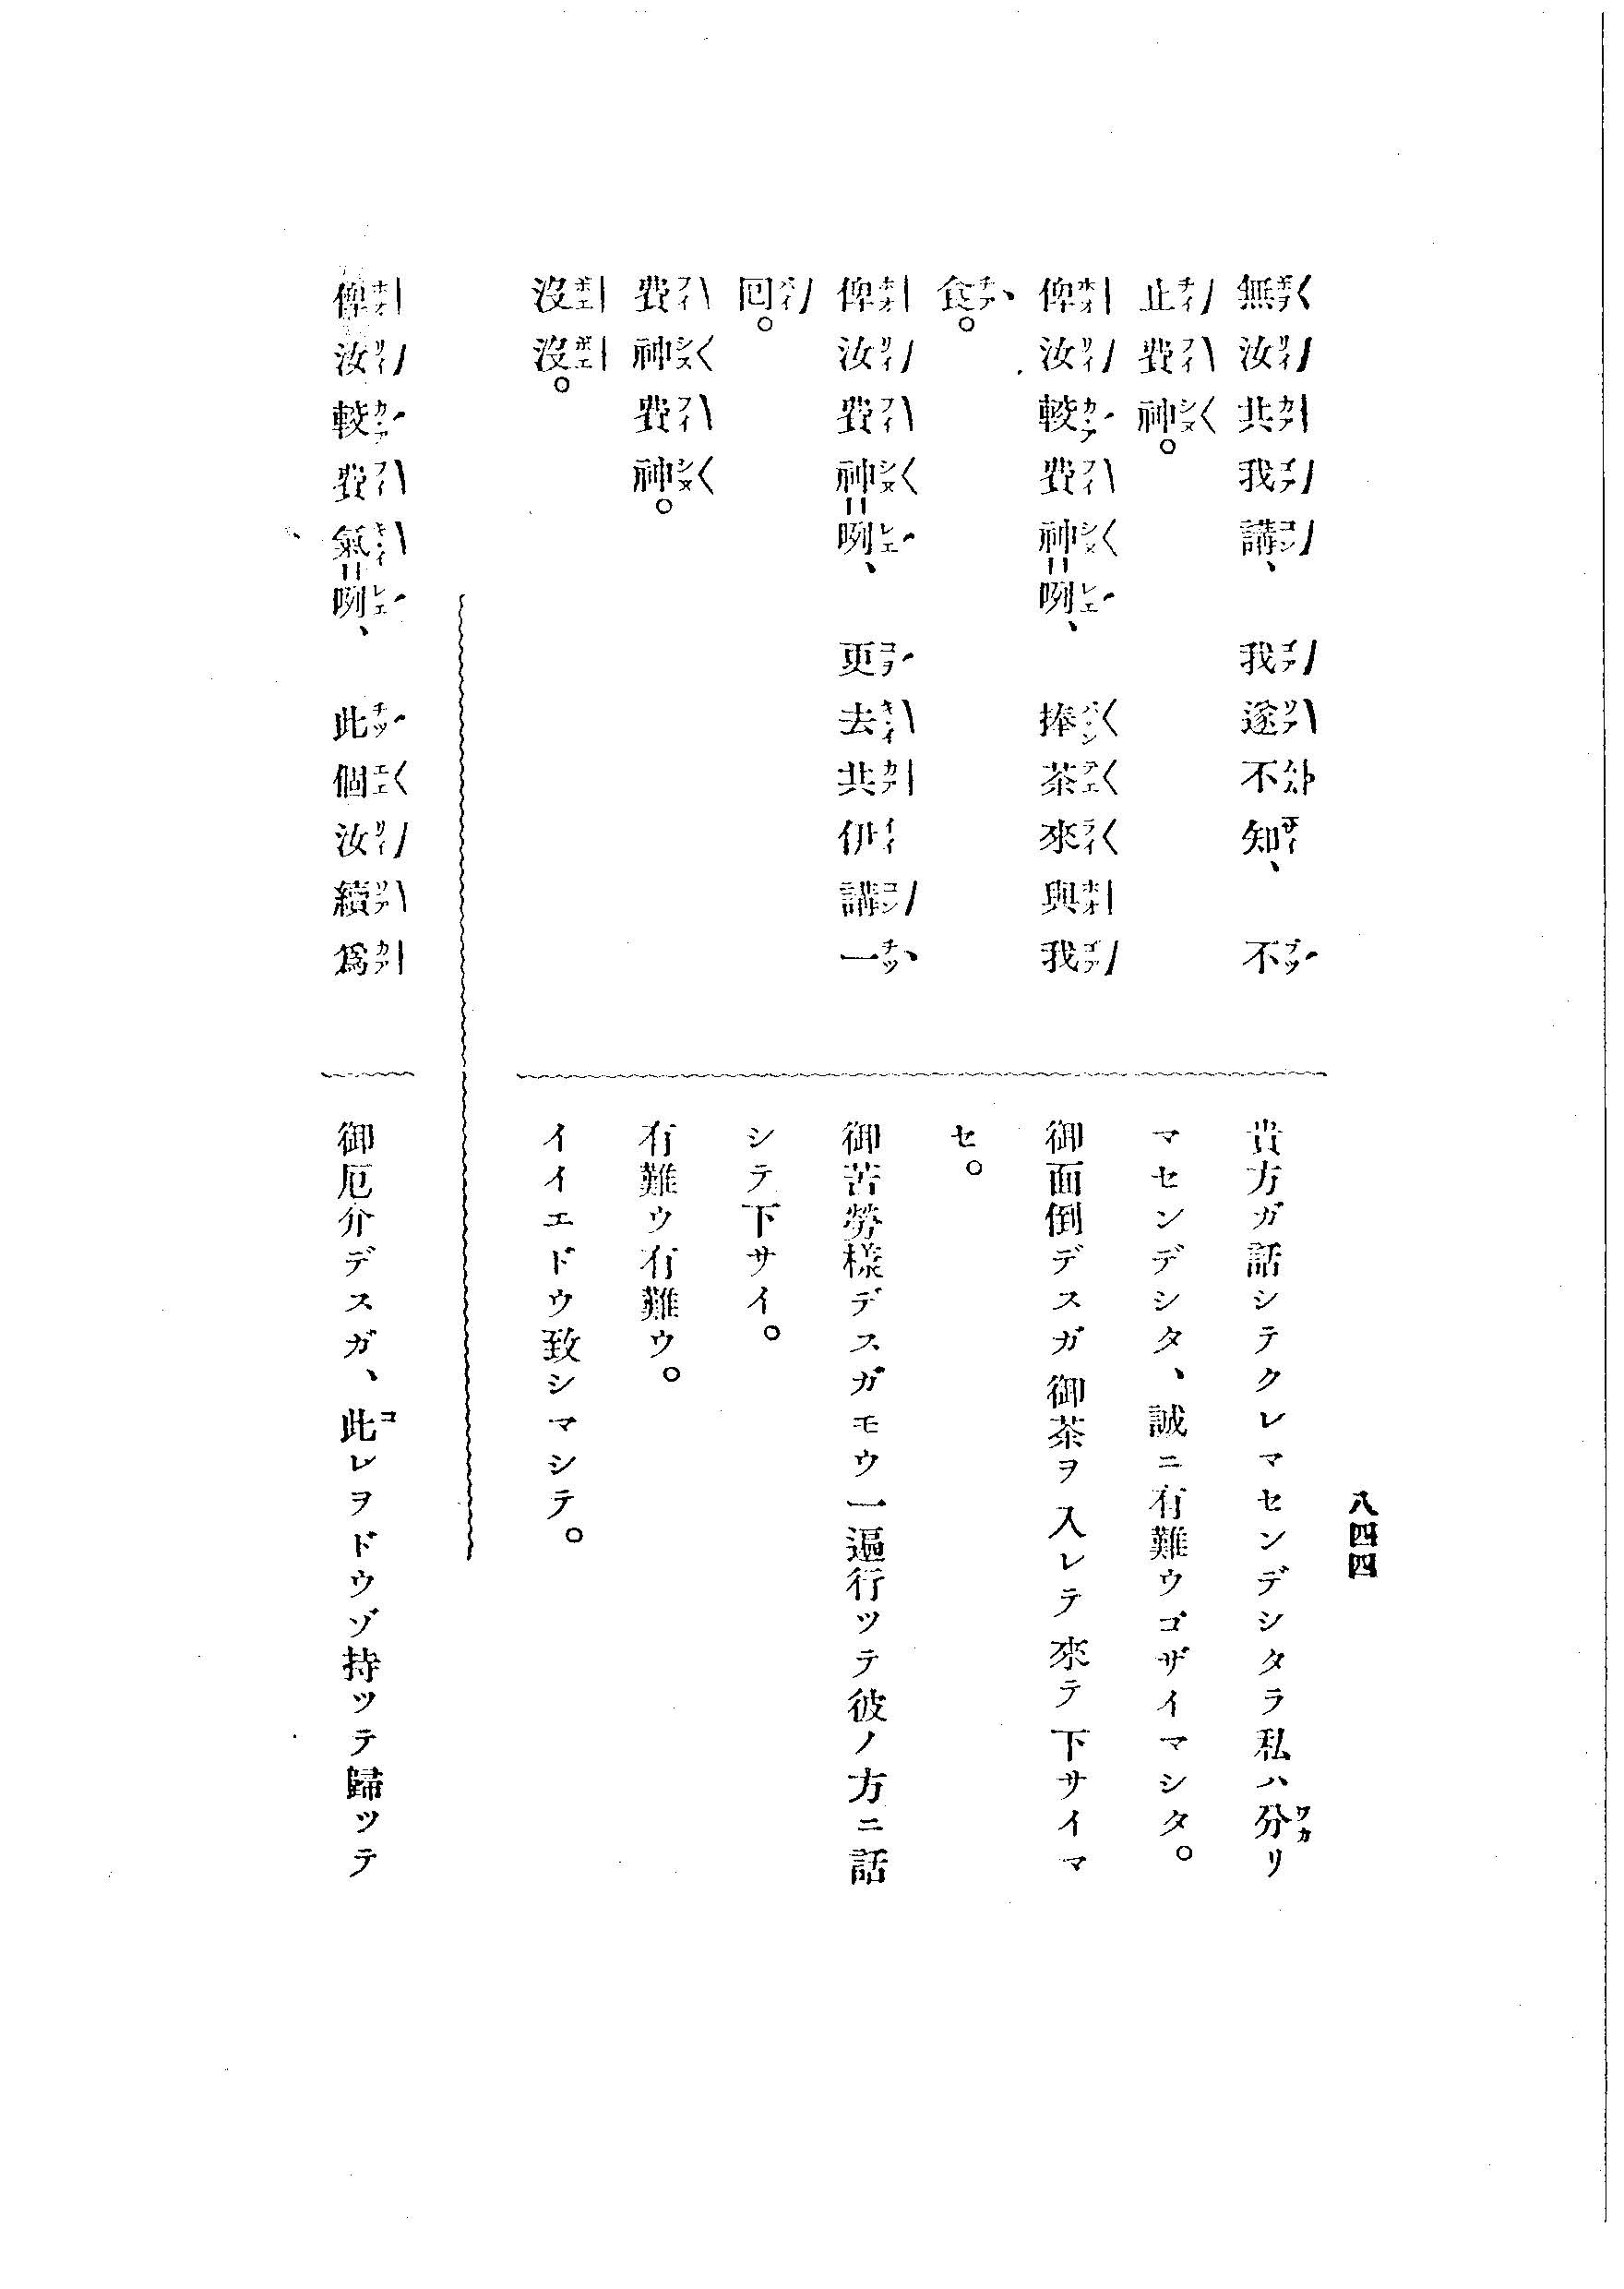 八四四
無汝共我講、我遂不知、不
止費神。
俾汝較費神=咧、捧茶來與我
食。
俾汝費神=咧、更去共伊講一
回。
費神費神。
沒沒。
貴方ガ話シテクレマセンデシタラ私ハ分リ
マセンデシタ、誠ニ有難ウゴザイマシタ。
御面倒デスガ御茶ヲ入レテ來テ下サイマ
セ。
御苦勞樣デスガモウ一遍行ツテ彼ノ方ニ話
シテ下サイ。
有難ウ有難ウ。
イイエドウ致シマシテ。
俾汝較費氣=咧、此個汝續爲
御厄介デスガ、此レヲドウゾ持ツテ歸ツテ